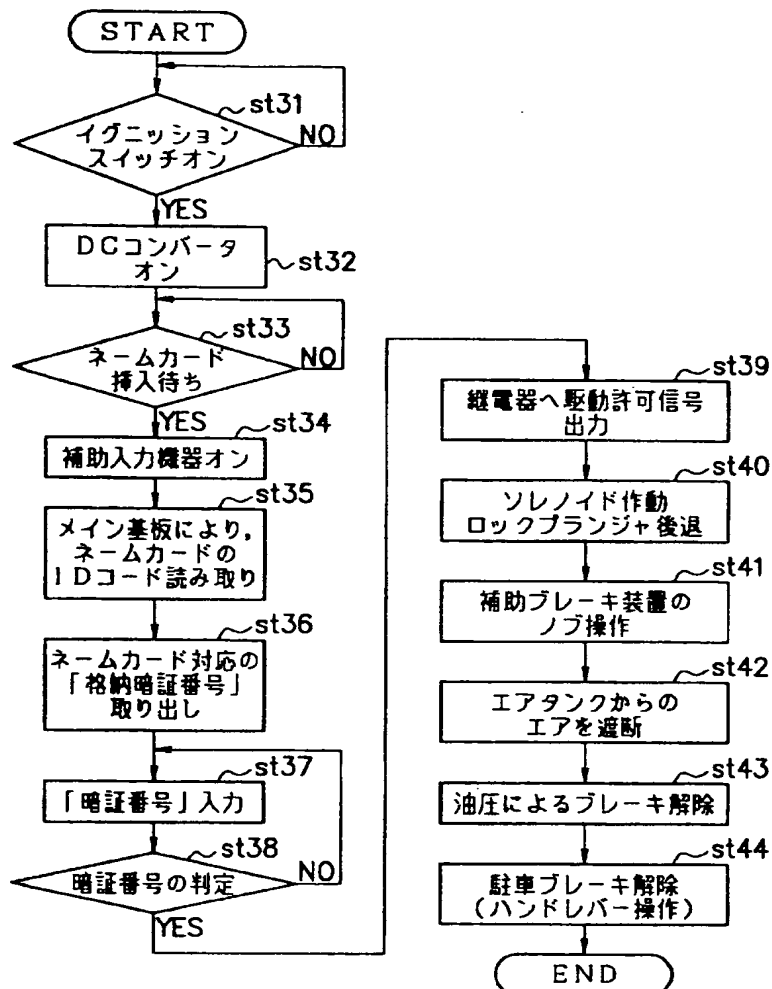 START
st31
イグニッション
スイッチオン
NO
YES
DCコンバータ
オン
st32
st33
ネームカード
挿入待ち
NO
YES
st34
補助入力機器オン
st35
メイン基板により,
ネームカードの
IDコード読み取り
st36
ネームカード対応の
「格納暗証番号」
取り出し
st37
「暗証番号」入力
st38
暗証番号の判定
NO
YES
st39
継電器へ駆動許可信号
出力
st40
ソレノイド作動
ロックプランジャ後退
st41
補助ブレーキ装置の
ノブ操作
st42
エアタンクからの
エアを遮断
st43
油圧によるブレーキ解除
st44
駐車ブレーキ解除
(ハンドレバー操作)
END